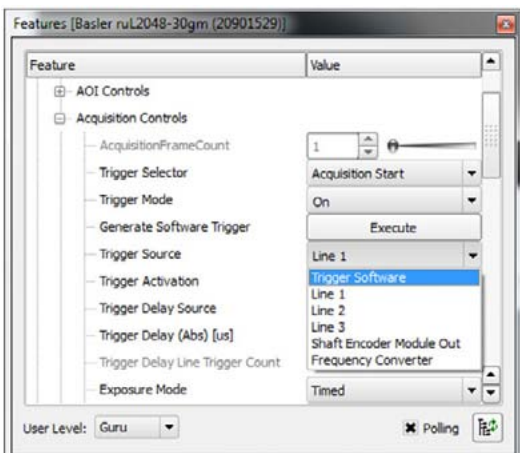 Features [Basler ruL2048-30gm (20901529)]
Feature Value
AOI Controls
Acquisition Controls
AcquisitionFrameCount 1
Trigger Selector Acquisition Start
Trigger Mode On
Generate Software Trigger Execute
Trigger Source Line 1
Trigger Activation Trigger Software
Line 1
Trigger Delay Source Line 2
Trigger Delay (Abs) [us] Line 3
Shaft Encoder Module Out
Trigger Delay Line Trigger Count Frequency Converter
Exposure Mode Timed
User Level: Guru Polling